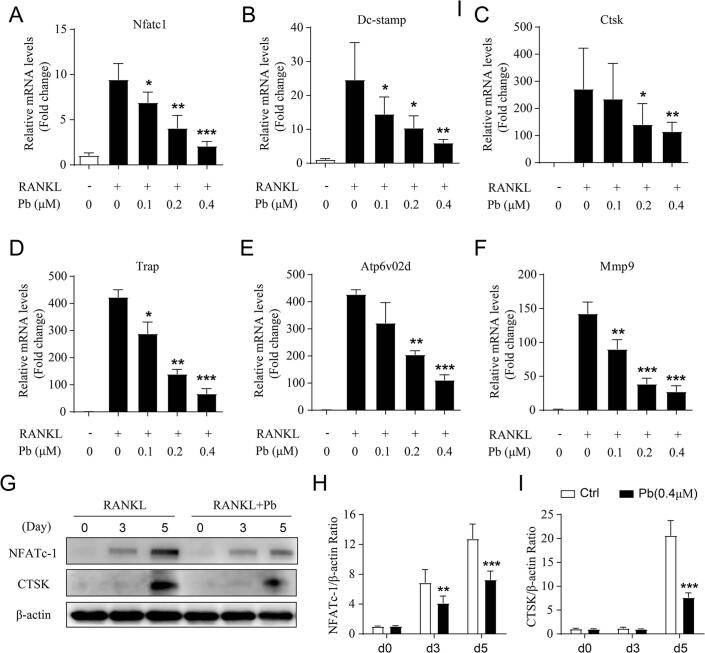 A
Nfatc1
Relative mRNA levels
(Fold change)
15
10
5
0
*
**
***
RANKL - + + + +
Pb (μM) 0 0 0.1 0.2 0.4
B
Dc-stamp
Relative mRNA levels
(Fold change)
40
30
20
10
0
*
*
**
RANKL - + + + +
Pb (μM) 0 0 0.1 0.2 0.4
C
Ctsk
Relative mRNA levels
(Fold change)
600
400
200
0
*
**
RANKL - + + + +
Pb (μM) 0 0 0.1 0.2 0.4
D
Trap
Relative mRNA levels
(Fold change)
500
400
300
200
100
0
*
**
***
RANKL - + + + +
Pb (μM) 0 0 0.1 0.2 0.4
E
Atp6v02d
Relative mRNA levels
(Fold change)
500
400
300
200
100
0
**
***
RANKL - + + + +
Pb (μM) 0 0 0.1 0.2 0.4
F
Mmp9
Relative mRNA levels
(Fold change)
200
150
100
50
0
**
***
***
RANKL - + + + +
Pb (μM) 0 0 0.1 0.2 0.4
G
RANKL RANKL+Pb
(Day) 0 3 5 0 3 5
NFATc-1
CTSK
β-actin
H
NFATc-1/β-actin Ratio
16
12
8
4
0
**
***
d0 d3 d5
I
Ctrl Pb(0.4μM)
CTSK/β-actin Ratio
25
20
15
10
5
0
***
d0 d3 d5